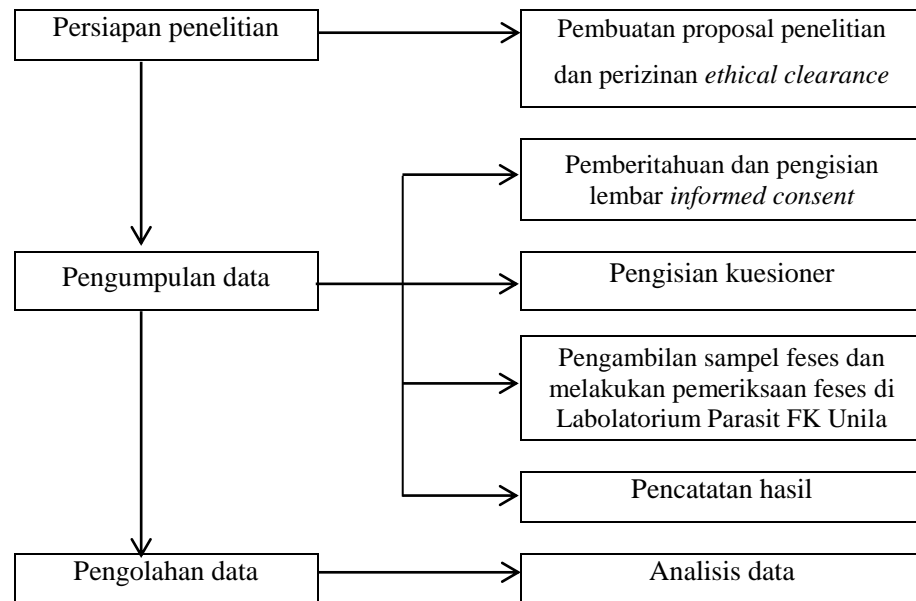 Persiapan penelitian
Pembuatan proposal penelitian
dan perizinan ethical clearance
Pemberitahuan dan pengisian
lembar informed consent
Pengumpulan data
Pengisian kuesioner
Pengambilan sampel feses dan
melakukan pemeriksaan feses di
Labolatorium Parasit FK Unila
Pencatatan hasil
Pengolahan data
Analisis data